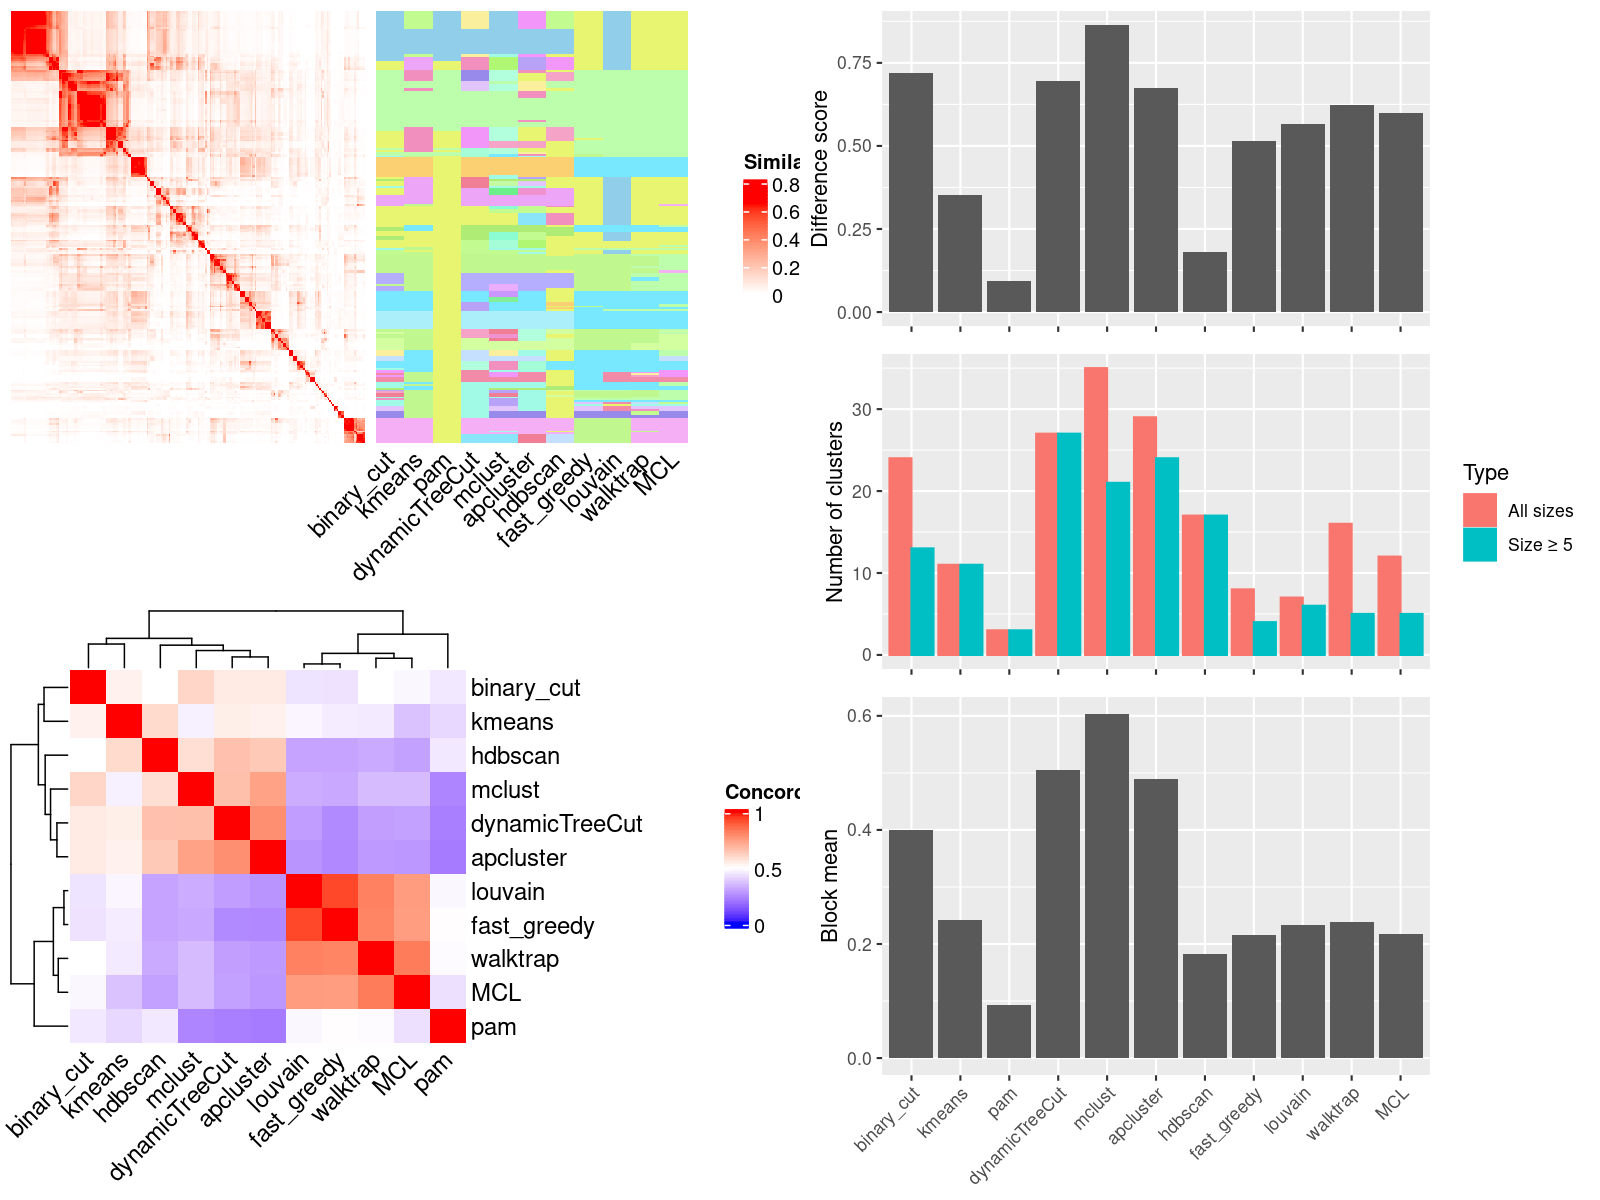 Simila
0.8
0.6
0.4
0.2
0
binary_cut
kmeans
pam
dynamicTreeCut
mclust
apcluster
hdbscan
fast_greedy
louvain
walktrap
MCL
Difference score
0.75
0.50
0.25
0.00
Number of clusters
30
20
10
0
Type
All sizes
Size ≥ 5
binary_cut
kmeans
hdbscan
mclust
dynamicTreeCut
apcluster
louvain
fast_greedy
walktrap
MCL
pam
binary_cut
kmeans
hdbscan
mclust
dynamicTreeCut
apcluster
louvain
fast_greedy
walktrap
MCL
pam
Concord
1
0.5
0
Block mean
0.6
0.4
0.2
0.0
binary_cut
kmeans
pam
dynamicTreeCut
mclust
apcluster
hdbscan
fast_greedy
louvain
walktrap
MCL